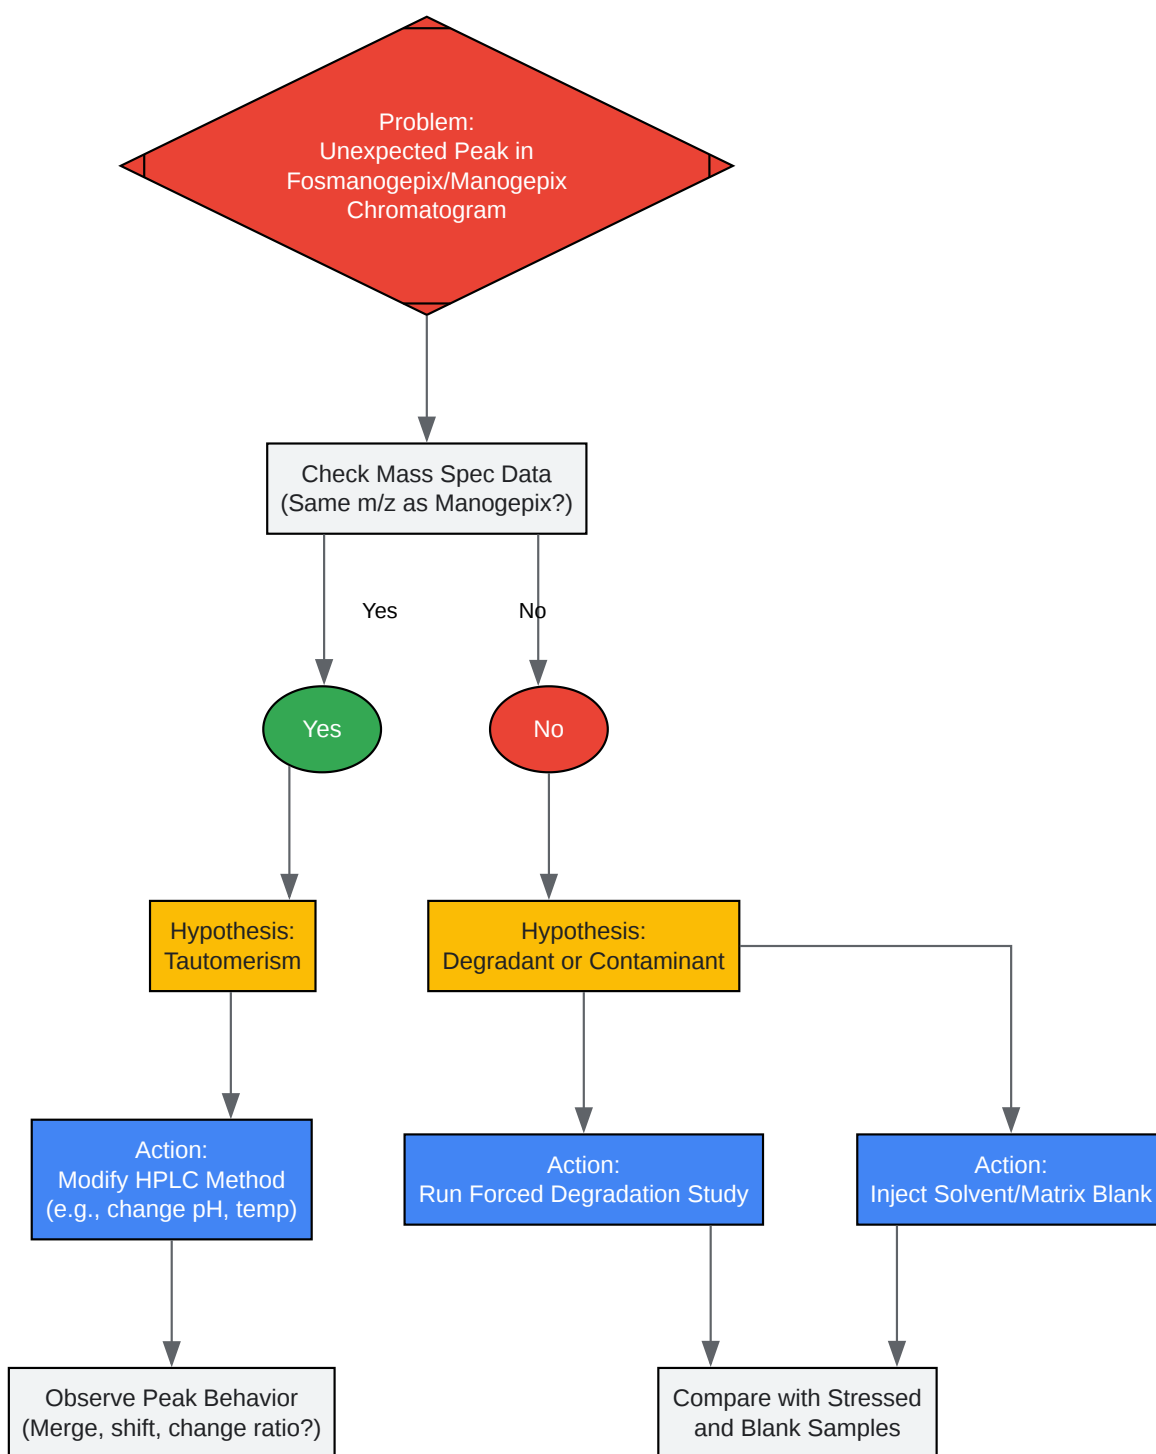 Problem:
Unexpected Peak in
Fosmanogepix/Manogepix
Chromatogram
Check Mass Spec Data
(Same m/z as Manogepix?)
Yes
No
Yes
No
Hypothesis:
Tautomerism
Hypothesis:
Degradant or Contaminant
Action:
Modify HPLC Method
(e.g., change pH, temp)
Action:
Run Forced Degradation Study
Action:
Inject Solvent/Matrix Blank
Observe Peak Behavior
(Merge, shift, change ratio?)
Compare with Stressed
and Blank Samples